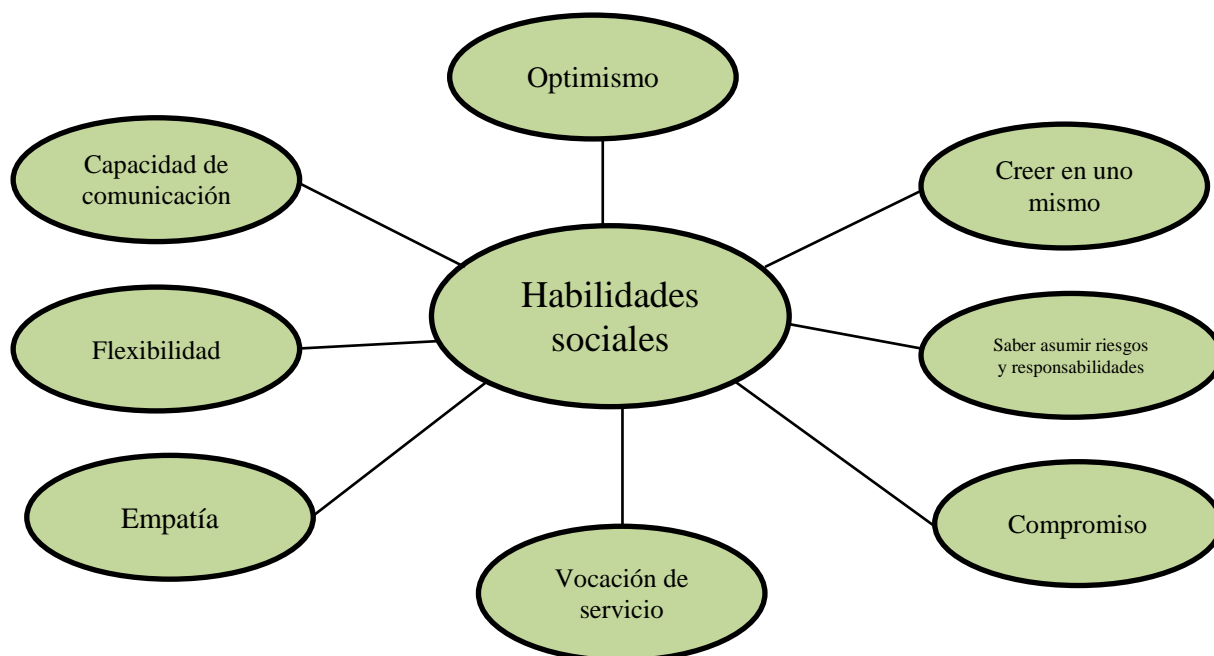 Optimismo
Capacidad de
comunicación
Creer en uno
mismo
Habilidades
sociales
Flexibilidad
Saber asumir riesgos
y responsabilidades
Empatía
Compromiso
Vocación de
servicio